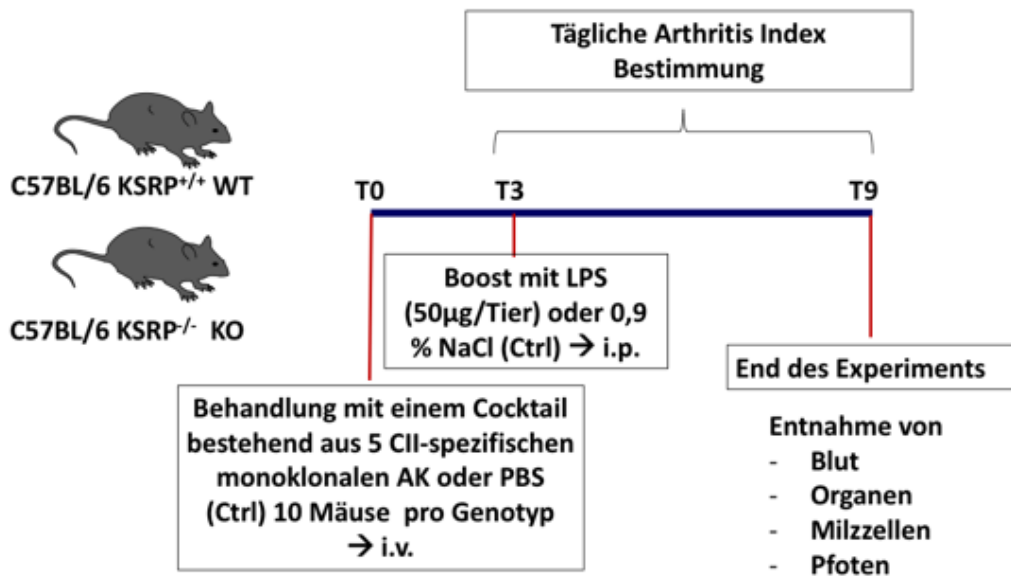 Tägliche Arthritis Index
Bestimmung
C57BL/6 KSRP+/+ WT
T0
T3
T9
C57BL/6 KSRP-/- KO
Boost mit LPS
(50µg/Tier) oder 0,9
% NaCl (Ctrl) → i.p.
Behandlung mit einem Cocktail
bestehend aus 5 CII-spezifischen
monoklonalen AK oder PBS
(Ctrl) 10 Mäuse pro Genotyp
→ i.v.
End des Experiments
Entnahme von
- Blut
- Organen
- Milzzellen
- Pfoten